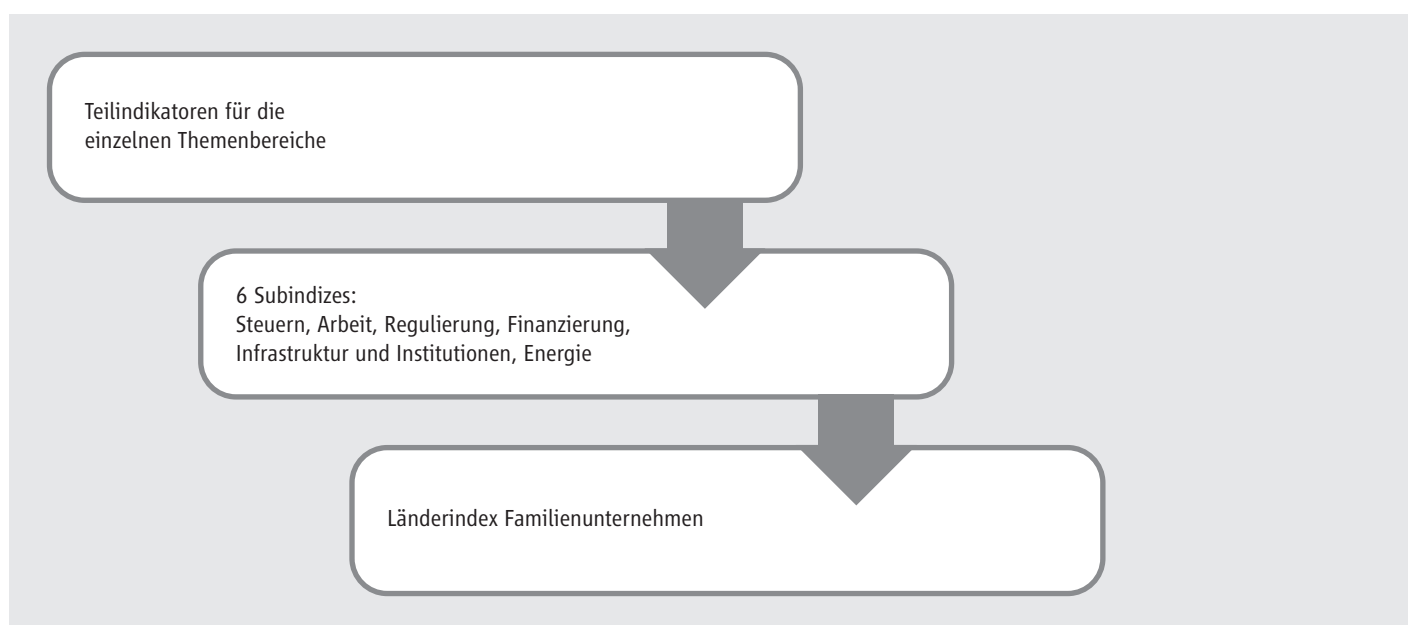 Teilindikatoren für die
einzelnen Themenbereiche
6 Subindizes:
Steuern, Arbeit, Regulierung, Finanzierung,
Infrastruktur und Institutionen, Energie
Länderindex Familienunternehmen